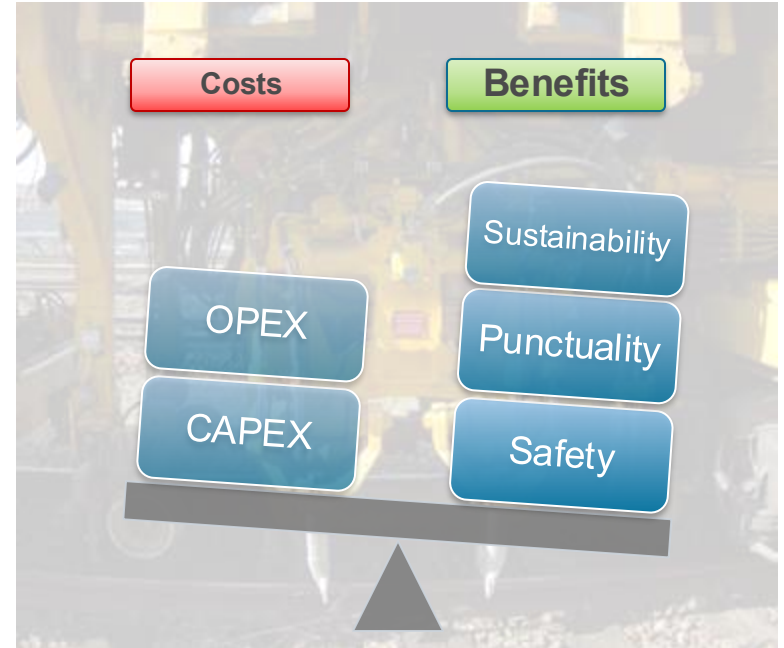 Costs
Benefits
Sustainability
OPEX
Punctuality
CAPEX
Safety